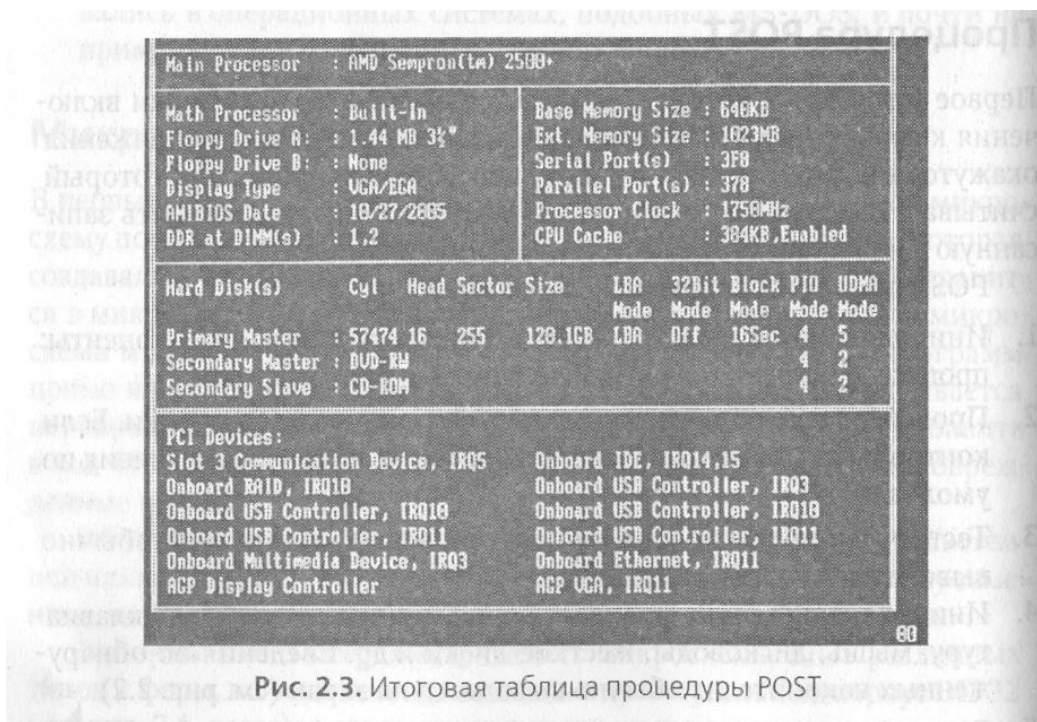 Main Processor : AMD Sempron(tm) 2500+
Math Processor : Built-In
Floppy Drive A: : 1.44 MB 3½"
Floppy Drive B: : None
Display Type : VGA/EGA
AMIBIOS Date : 10/27/2005
DDR at DIMM(s) : 1,2
Base Memory Size : 640KB
Ext. Memory Size : 1023MB
Serial Port(s) : 3F8
Parallel Port(s) : 378
Processor Clock : 1750MHz
CPU Cache : 384KB,Enabled
Hard Disk(s) Cyl Head Sector Size LBA 32Bit Block PIO UDMA
Mode Mode Mode Mode Mode
Primary Master : 57474 16 255 120.1GB LBA Off 16Sec 4 5
Secondary Master : DVD-RW 4 2
Secondary Slave : CD-ROM 4 2
PCI Devices:
Slot 3 Communication Device, IRQ5
Onboard RAID, IRQ10
Onboard USB Controller, IRQ10
Onboard USB Controller, IRQ11
Onboard Multimedia Device, IRQ3
AGP Display Controller
Onboard IDE, IRQ14,15
Onboard USB Controller, IRQ3
Onboard USB Controller, IRQ10
Onboard USB Controller, IRQ11
Onboard Ethernet, IRQ11
AGP VGA, IRQ11
00
Рис. 2.3. Итоговая таблица процедуры POST